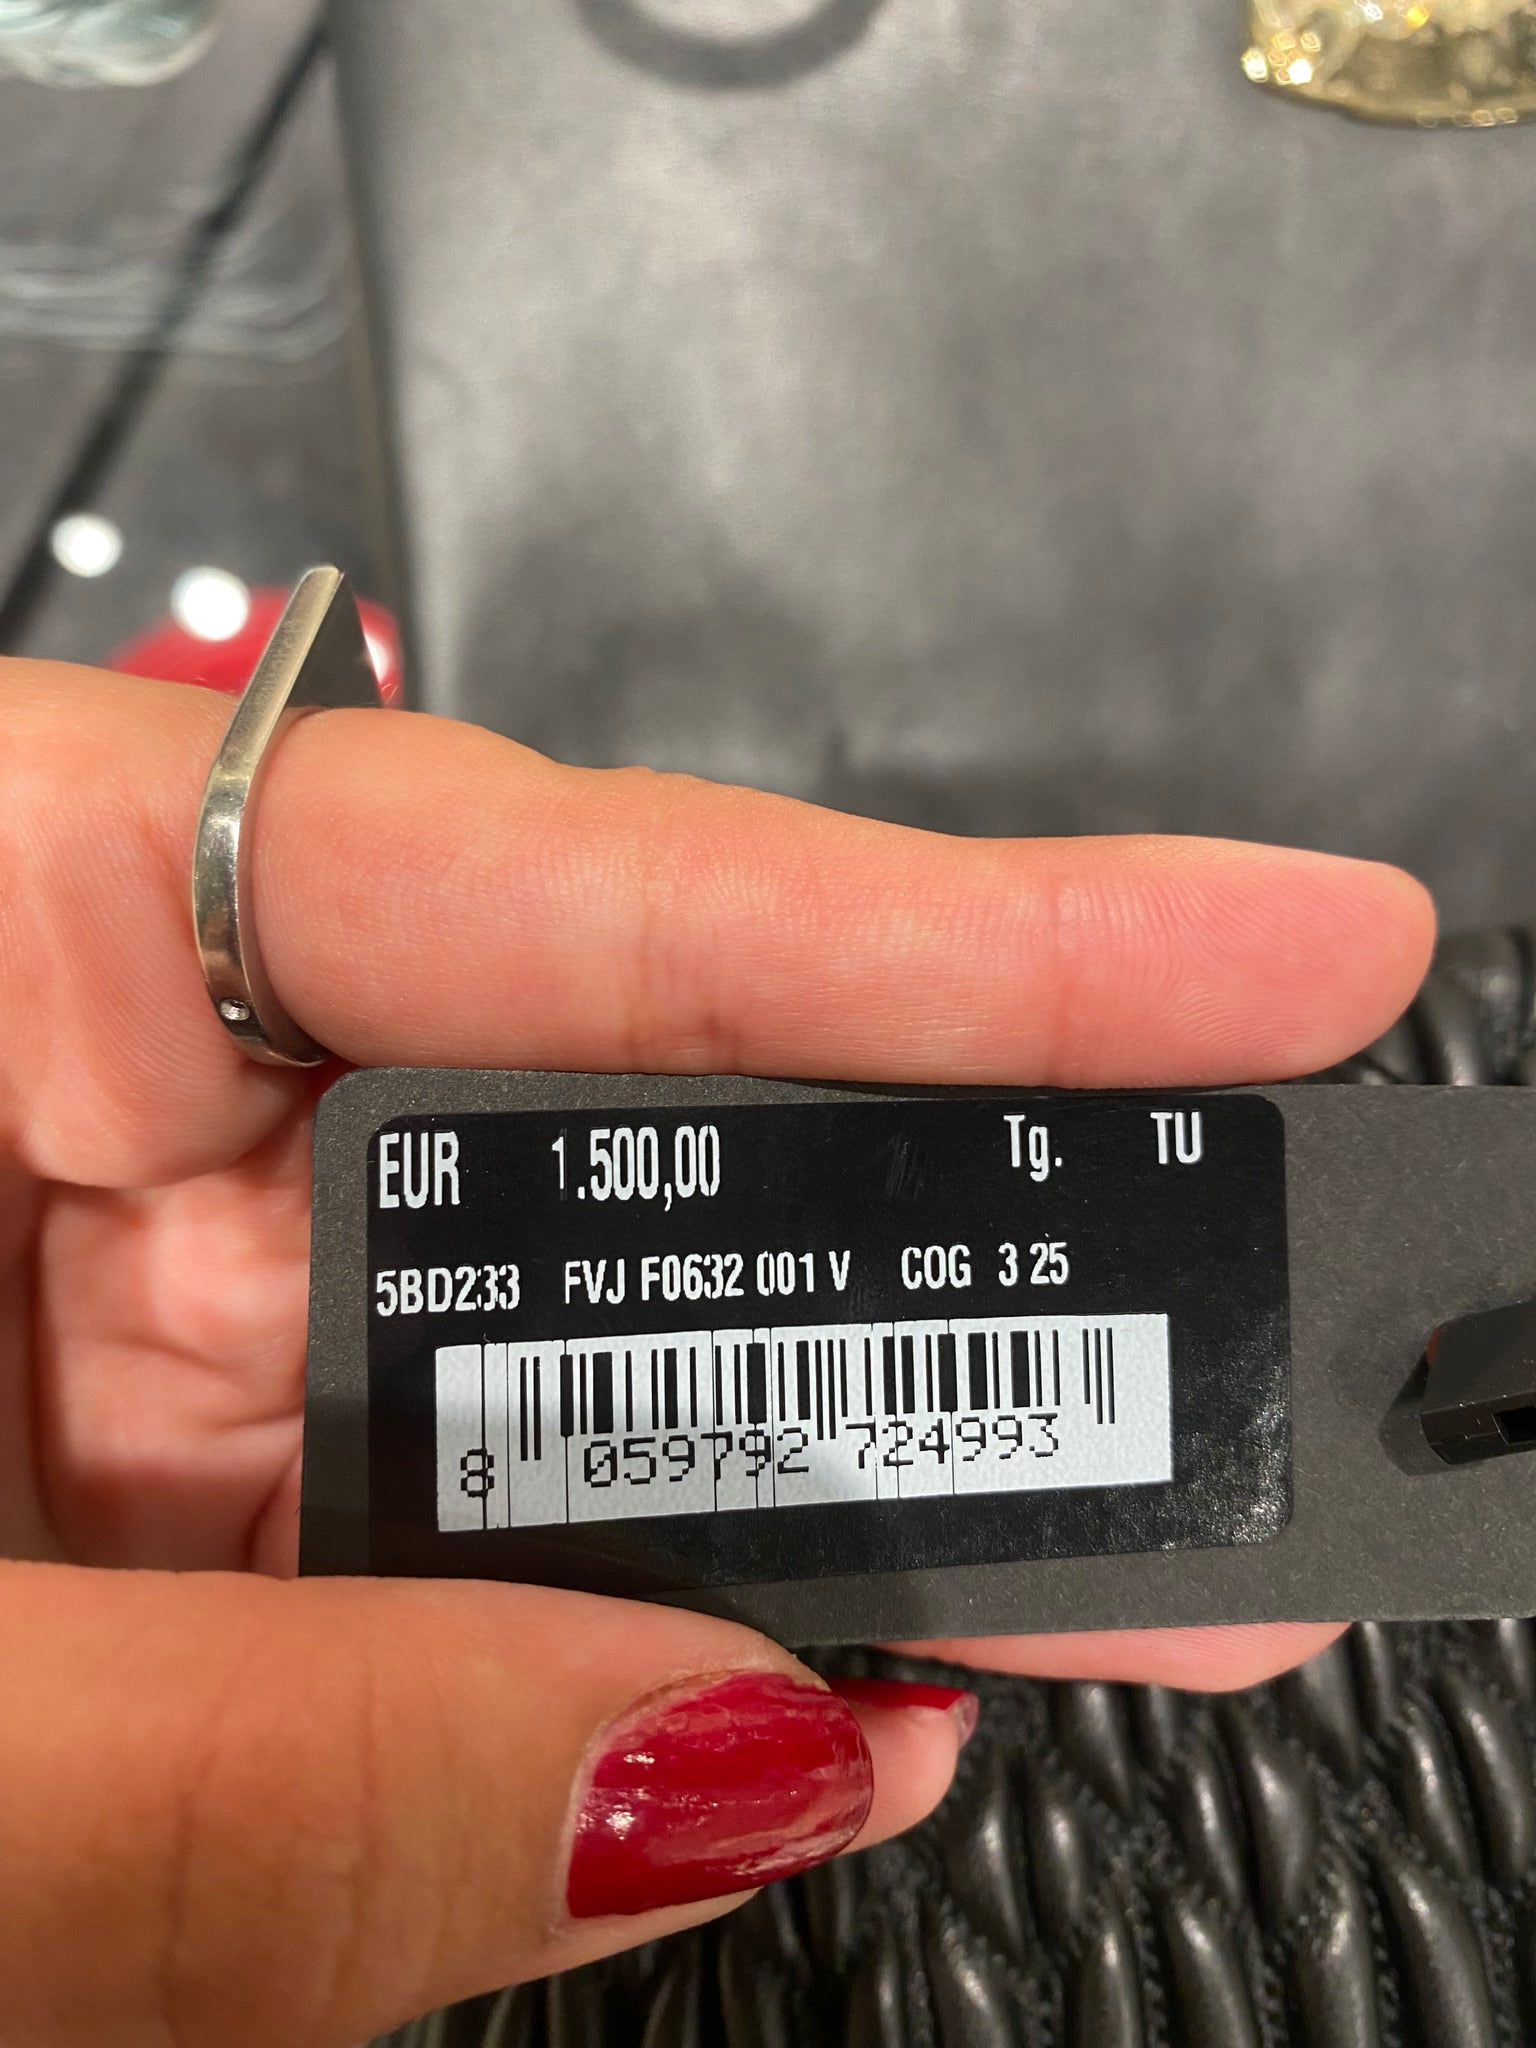 EUR 1.500,00 Tg. TU
5BD233 FVJ F0632 001 V COG 3 25
8 059792 724993